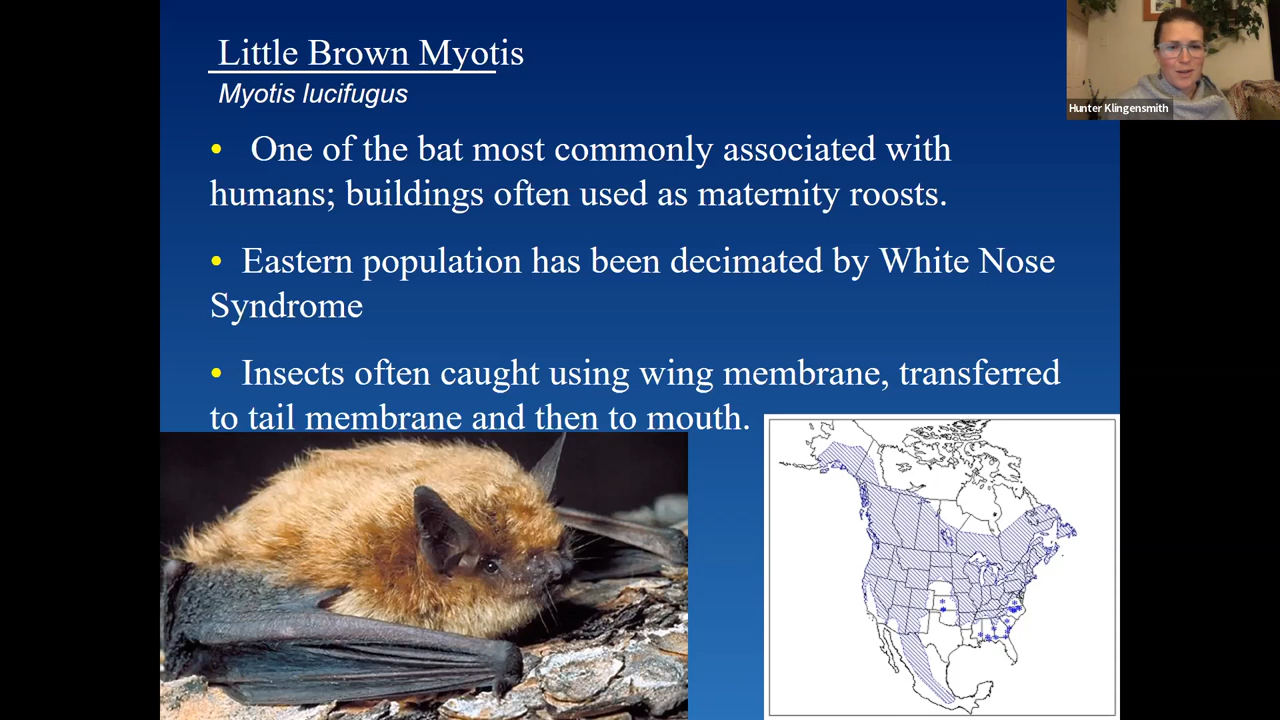 Little Brown Myotis
Myotis lucifugus
• One of the bat most commonly associated with
humans; buildings often used as maternity roosts.
• Eastern population has been decimated by White Nose
Syndrome
• Insects often caught using wing membrane, transferred
to tail membrane and then to mouth.
Hunter Klingensmith